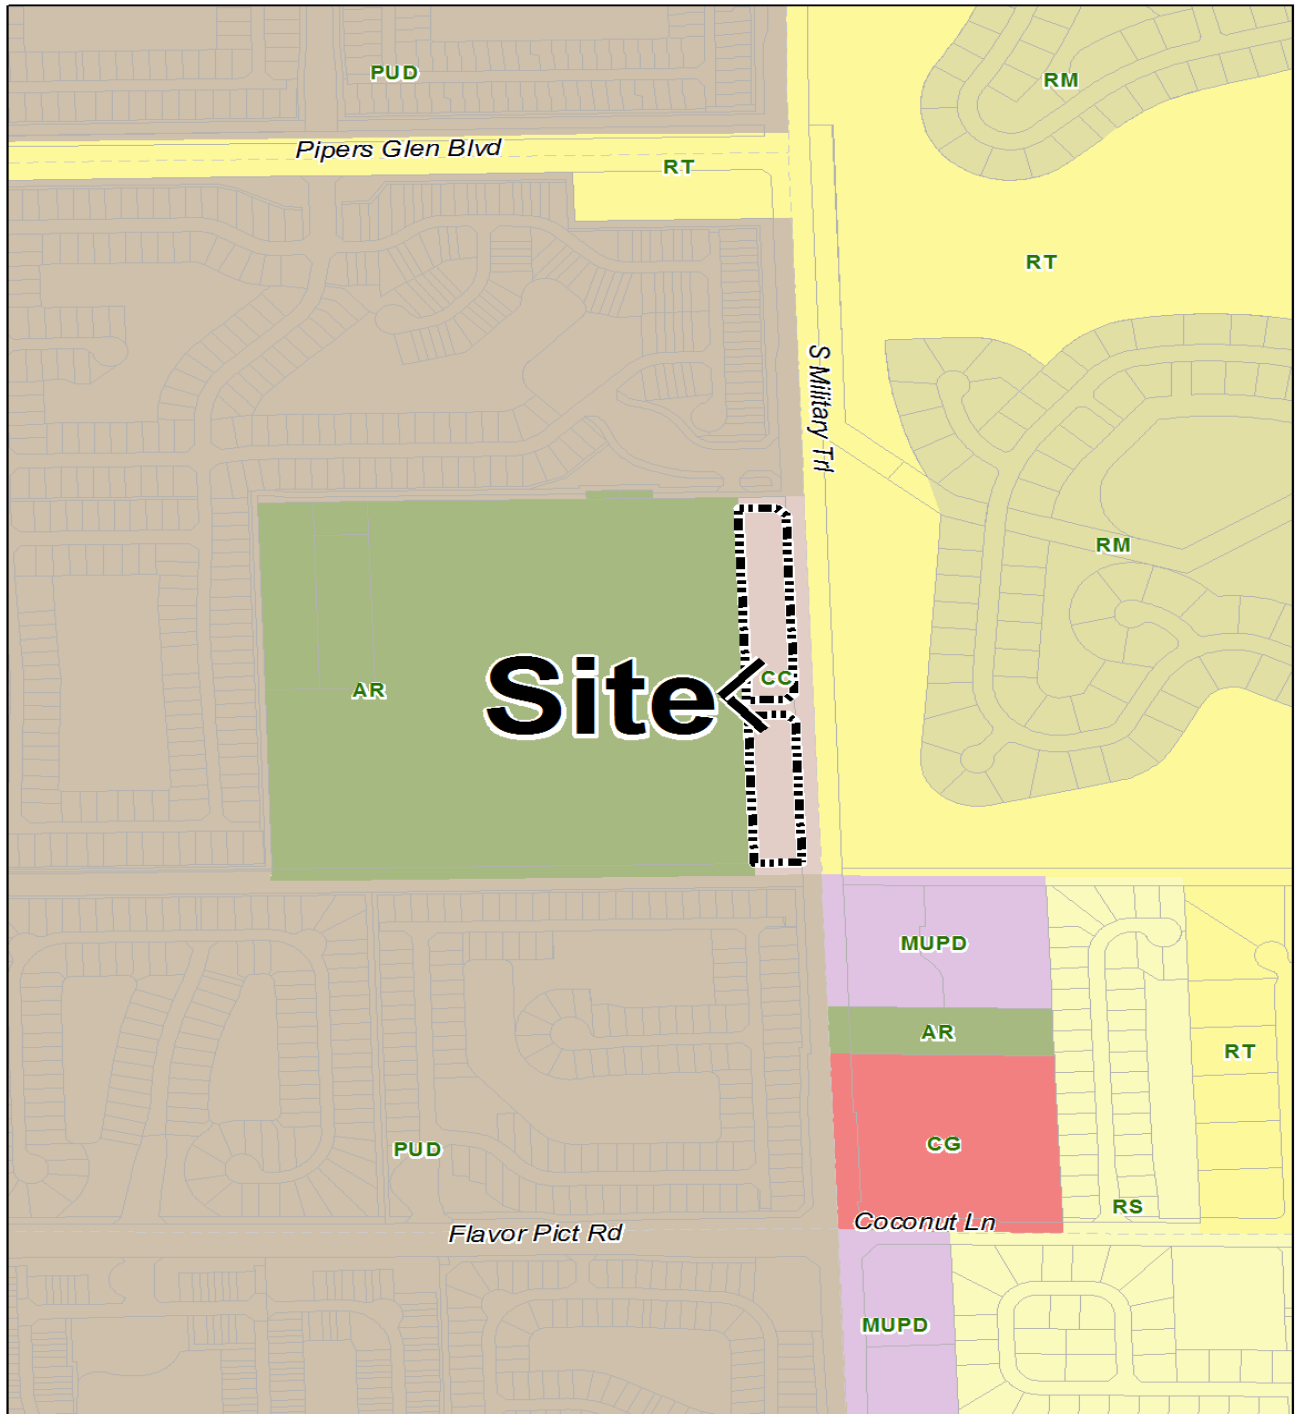 PUD
RM
Pipers Glen Blvd
RT
RT
S Military Trl
RM
CC
Site
AR
MUPD
AR
RT
CG
PUD
RS
Coconut Ln
Flavor Pict Rd
MUPD